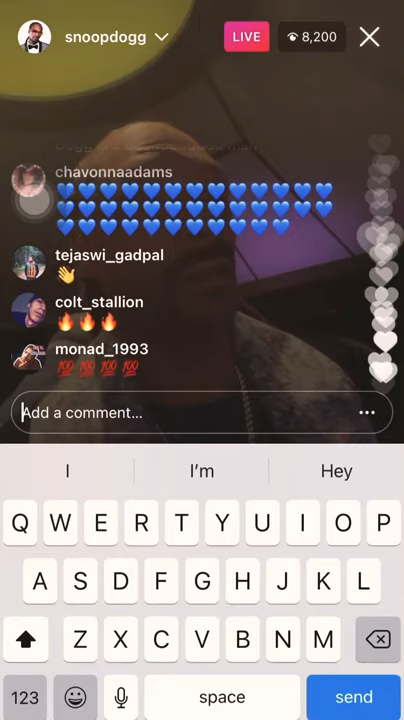 snoopdogg
LIVE
8,200
chavonnaadams
💙💙💙💙💙💙💙💙💙💙💙💙💙💙💙💙💙💙💙
💙💙💙💙💙💙💙💙💙💙💙💙💙💙💙💙💙💙💙
💙💙💙💙💙💙💙💙💙💙💙💙💙💙💙💙
tejaswi_gadpal
👋
colt_stallion
🔥🔥🔥
monad_1993
💯💯💯💯
Add a comment...
I
I'm
Hey
Q W E R T Y U I O P
A S D F G H J K L
Z X C V B N M
123
space
send